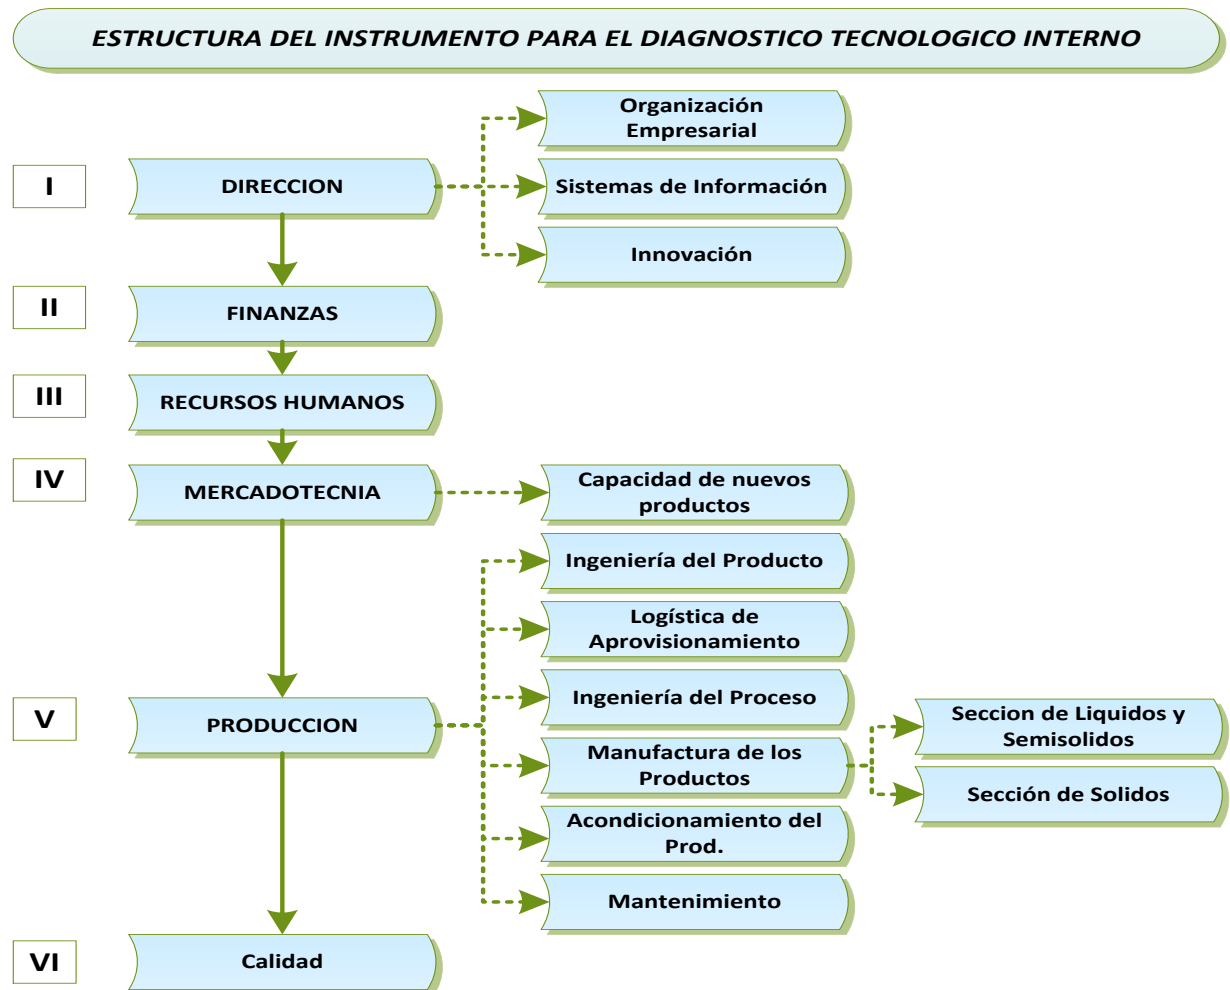 ESTRUCTURA DEL INSTRUMENTO PARA EL DIAGNOSTICO TECNOLOGICO INTERNO
I
DIRECCION
Organización
Empresarial
Sistemas de Información
Innovación
II
FINANZAS
III
RECURSOS HUMANOS
IV
MERCADOTECNIA
Capacidad de nuevos
productos
V
PRODUCCION
Ingeniería del Producto
Logística de
Aprovisionamiento
Ingeniería del Proceso
Manufactura de los
Productos
Seccion de Liquidos y
Semisolidos
Sección de Solidos
Acondicionamiento del
Prod.
Mantenimiento
VI
Calidad